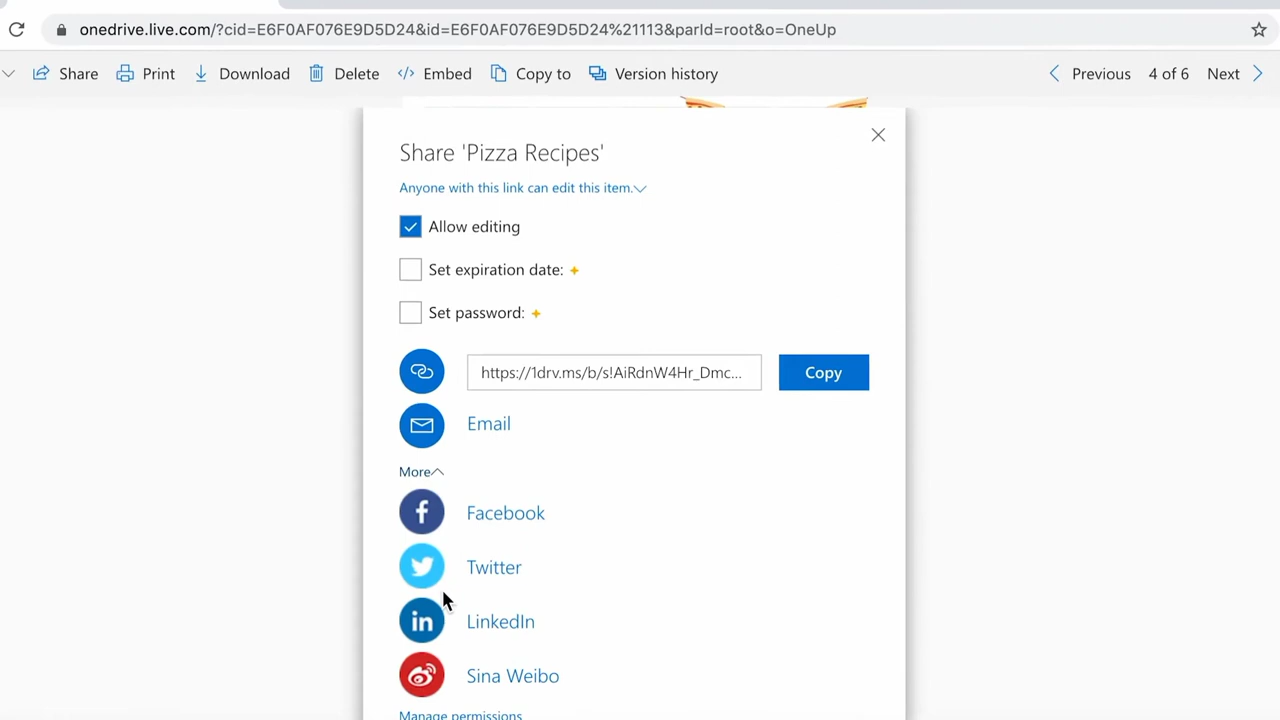 onedrive.live.com/?cid=E6F0AF076E9D5D24&id=E6F0AF076E9D5D24%21113&parId=root&o=OneUp
Share Print Download Delete Embed Copy to Version history Previous 4 of 6 Next
Share 'Pizza Recipes'
Anyone with this link can edit this item.
Allow editing
Set expiration date:
Set password:
https://1drv.ms/b/s!AiRdnW4Hr_Dmc... Copy
Email
More
Facebook
Twitter
LinkedIn
Sina Weibo
Manage permissions